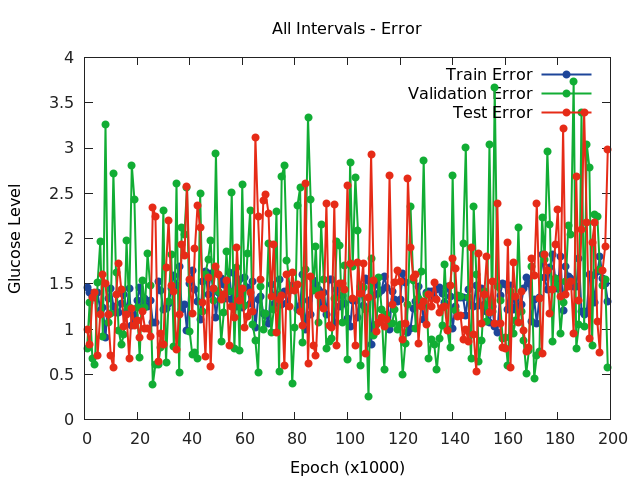 All Intervals - Error
4
3.5
3
2.5
2
1.5
1
0.5
0
Glucose Level
Train Error
Validation Error
Test Error
0 20 40 60 80 100 120 140 160 180 200
Epoch (x1000)